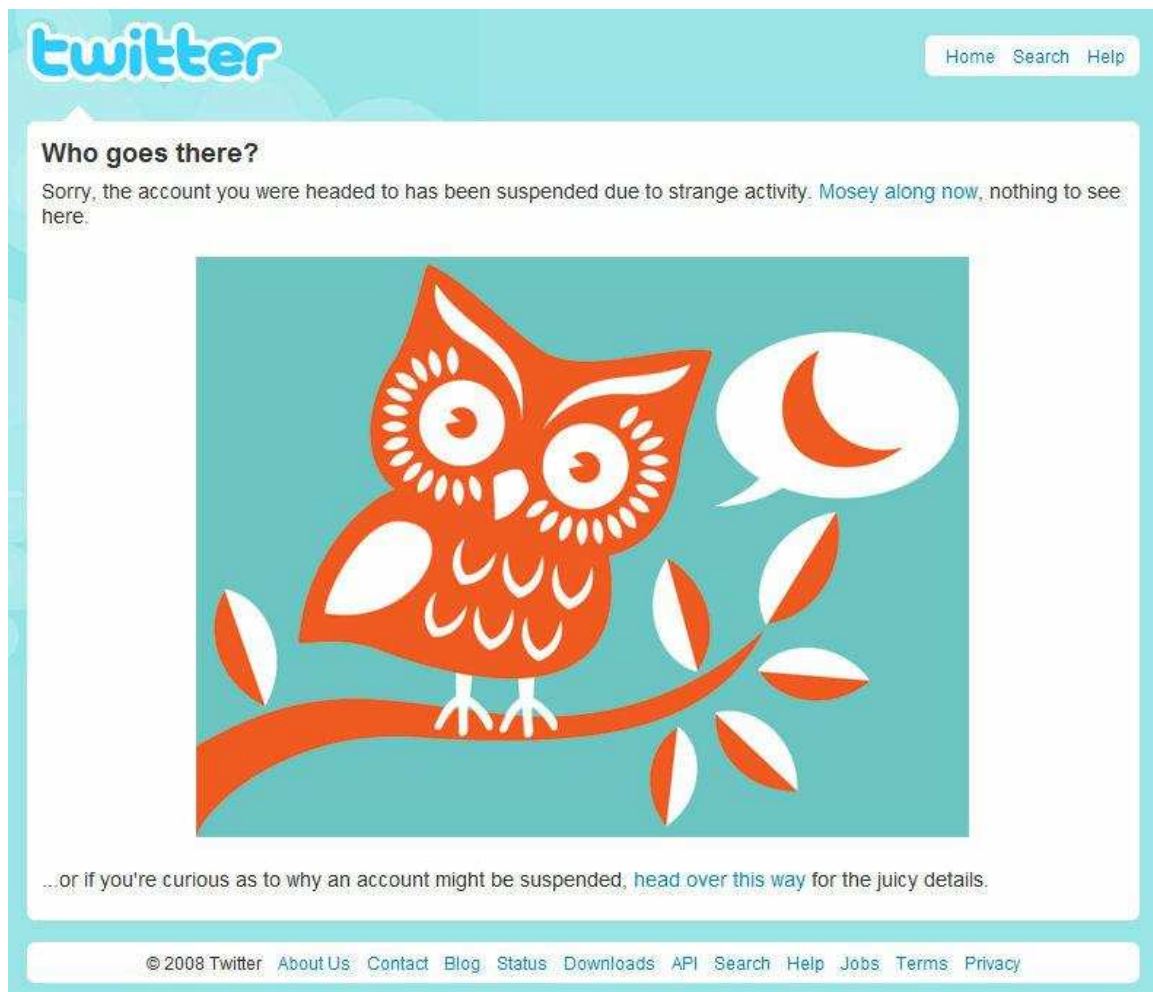 twitter
Home Search Help
Who goes there?
Sorry, the account you were headed to has been suspended due to strange activity. Mosey along now, nothing to see
here.
...or if you're curious as to why an account might be suspended, head over this way for the juicy details.
© 2008 Twitter About Us Contact Blog Status Downloads API Search Help Jobs Terms Privacy